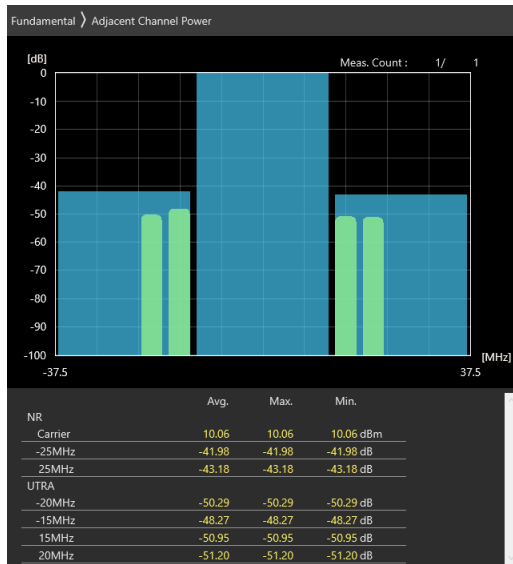 Fundamental 〉 Adjacent Channel Power
[dB]
Meas. Count : 1/ 1
0
-10
-20
-30
-40
-50
-60
-70
-80
-90
-100
[MHz]
-37.5 37.5
Avg. Max. Min.
NR
Carrier 10.06 10.06 10.06 dBm
-25MHz -41.98 -41.98 -41.98 dB
25MHz -43.18 -43.18 -43.18 dB
UTRA
-20MHz -50.29 -50.29 -50.29 dB
-15MHz -48.27 -48.27 -48.27 dB
15MHz -50.95 -50.95 -50.95 dB
20MHz -51.20 -51.20 -51.20 dB